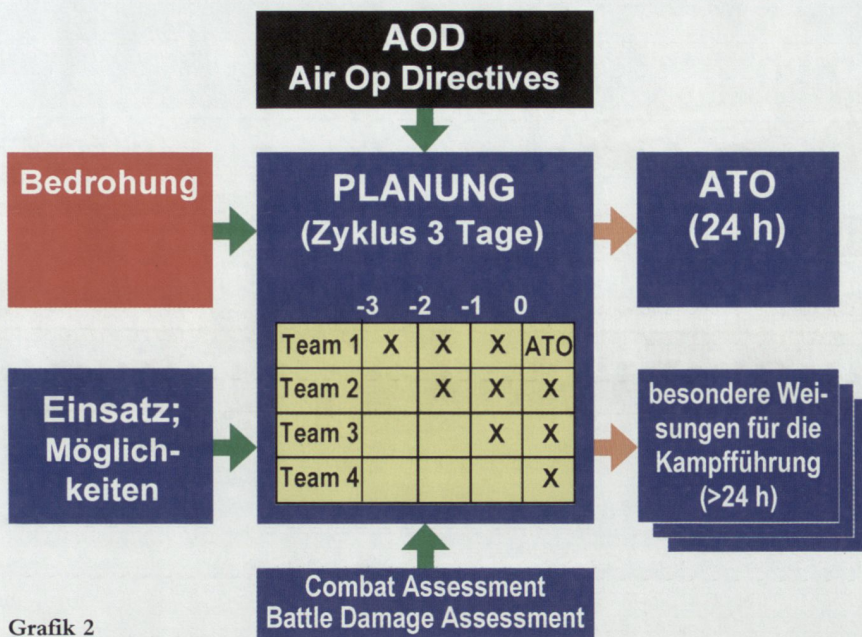 AOD
Air Op Directives
Bedrohung
PLANUNG
(Zyklus 3 Tage)
ATO
(24 h)
-3 -2 -1 0
Team 1 X X X ATO
Team 2 X X X
Team 3 X X
Team 4 X
Einsatz;
Möglich-
keiten
besondere Wei-
sungen für die
Kampfführung
(>24 h)
Combat Assessment
Battle Damage Assessment
Grafik 2